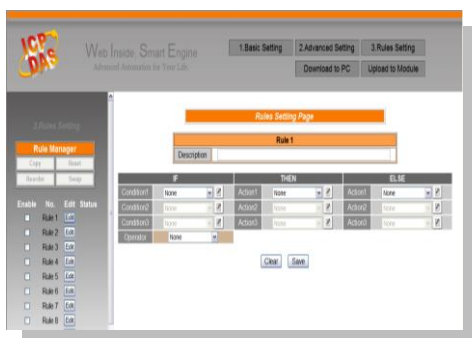 ICP DAS
Web Inside, Smart Engine
Advanced Automation for Your Life
1.Basic Setting
2.Advanced Setting
3.Rules Setting
Download to PC
Upload to Module
3.Rules Setting
Rule Manager
Copy
Reset
Reorder
Swap
Enable No. Edit Status
Rule 1 Edit
Rule 2 Edit
Rule 3 Edit
Rule 4 Edit
Rule 5 Edit
Rule 6 Edit
Rule 7 Edit
Rule 8 Edit
Rules Setting Page
Rule 1
Description
IF THEN ELSE
Condition1 None Action1 None Action1 None
Condition2 None Action2 None Action2 None
Condition3 None Action3 None Action3 None
Operator None
Clear Save